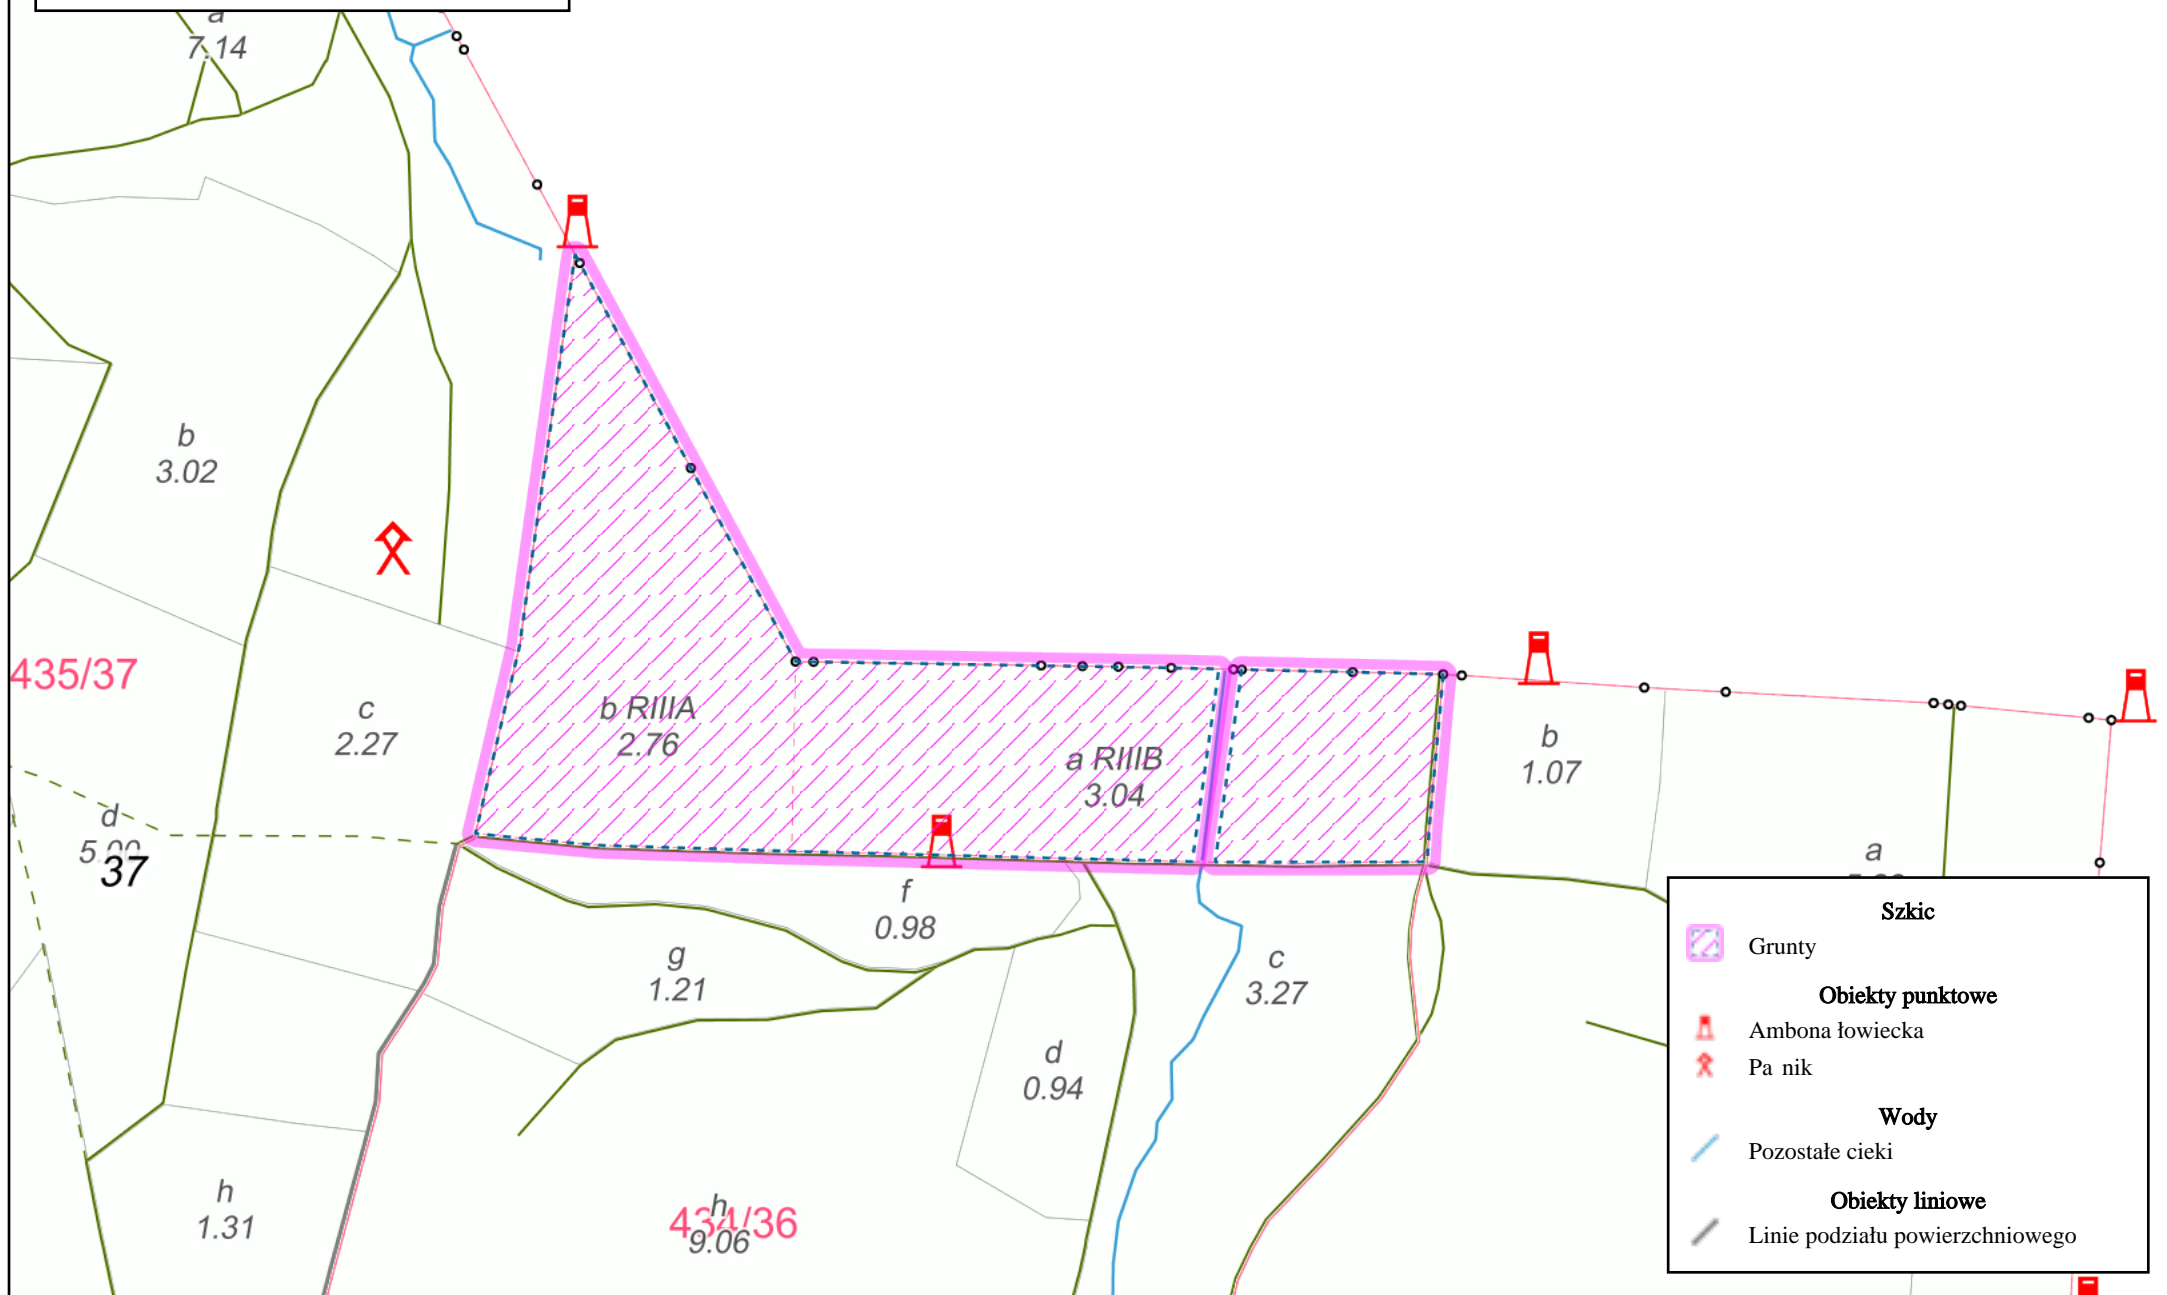 a
7.14
b
3.02
435/37
c
2.27
b RIIIA
2.76
a RIIIB
3.04
b
1.07
d
37
a
f
0.98
g
1.21
c
3.27
d
0.94
h
1.31
h
434/36
9.06
Szkic
Grunty
Obiekty punktowe
Ambona łowiecka
Pa nik
Wody
Pozostałe cieki
Obiekty liniowe
Linie podziału powierzchniowego